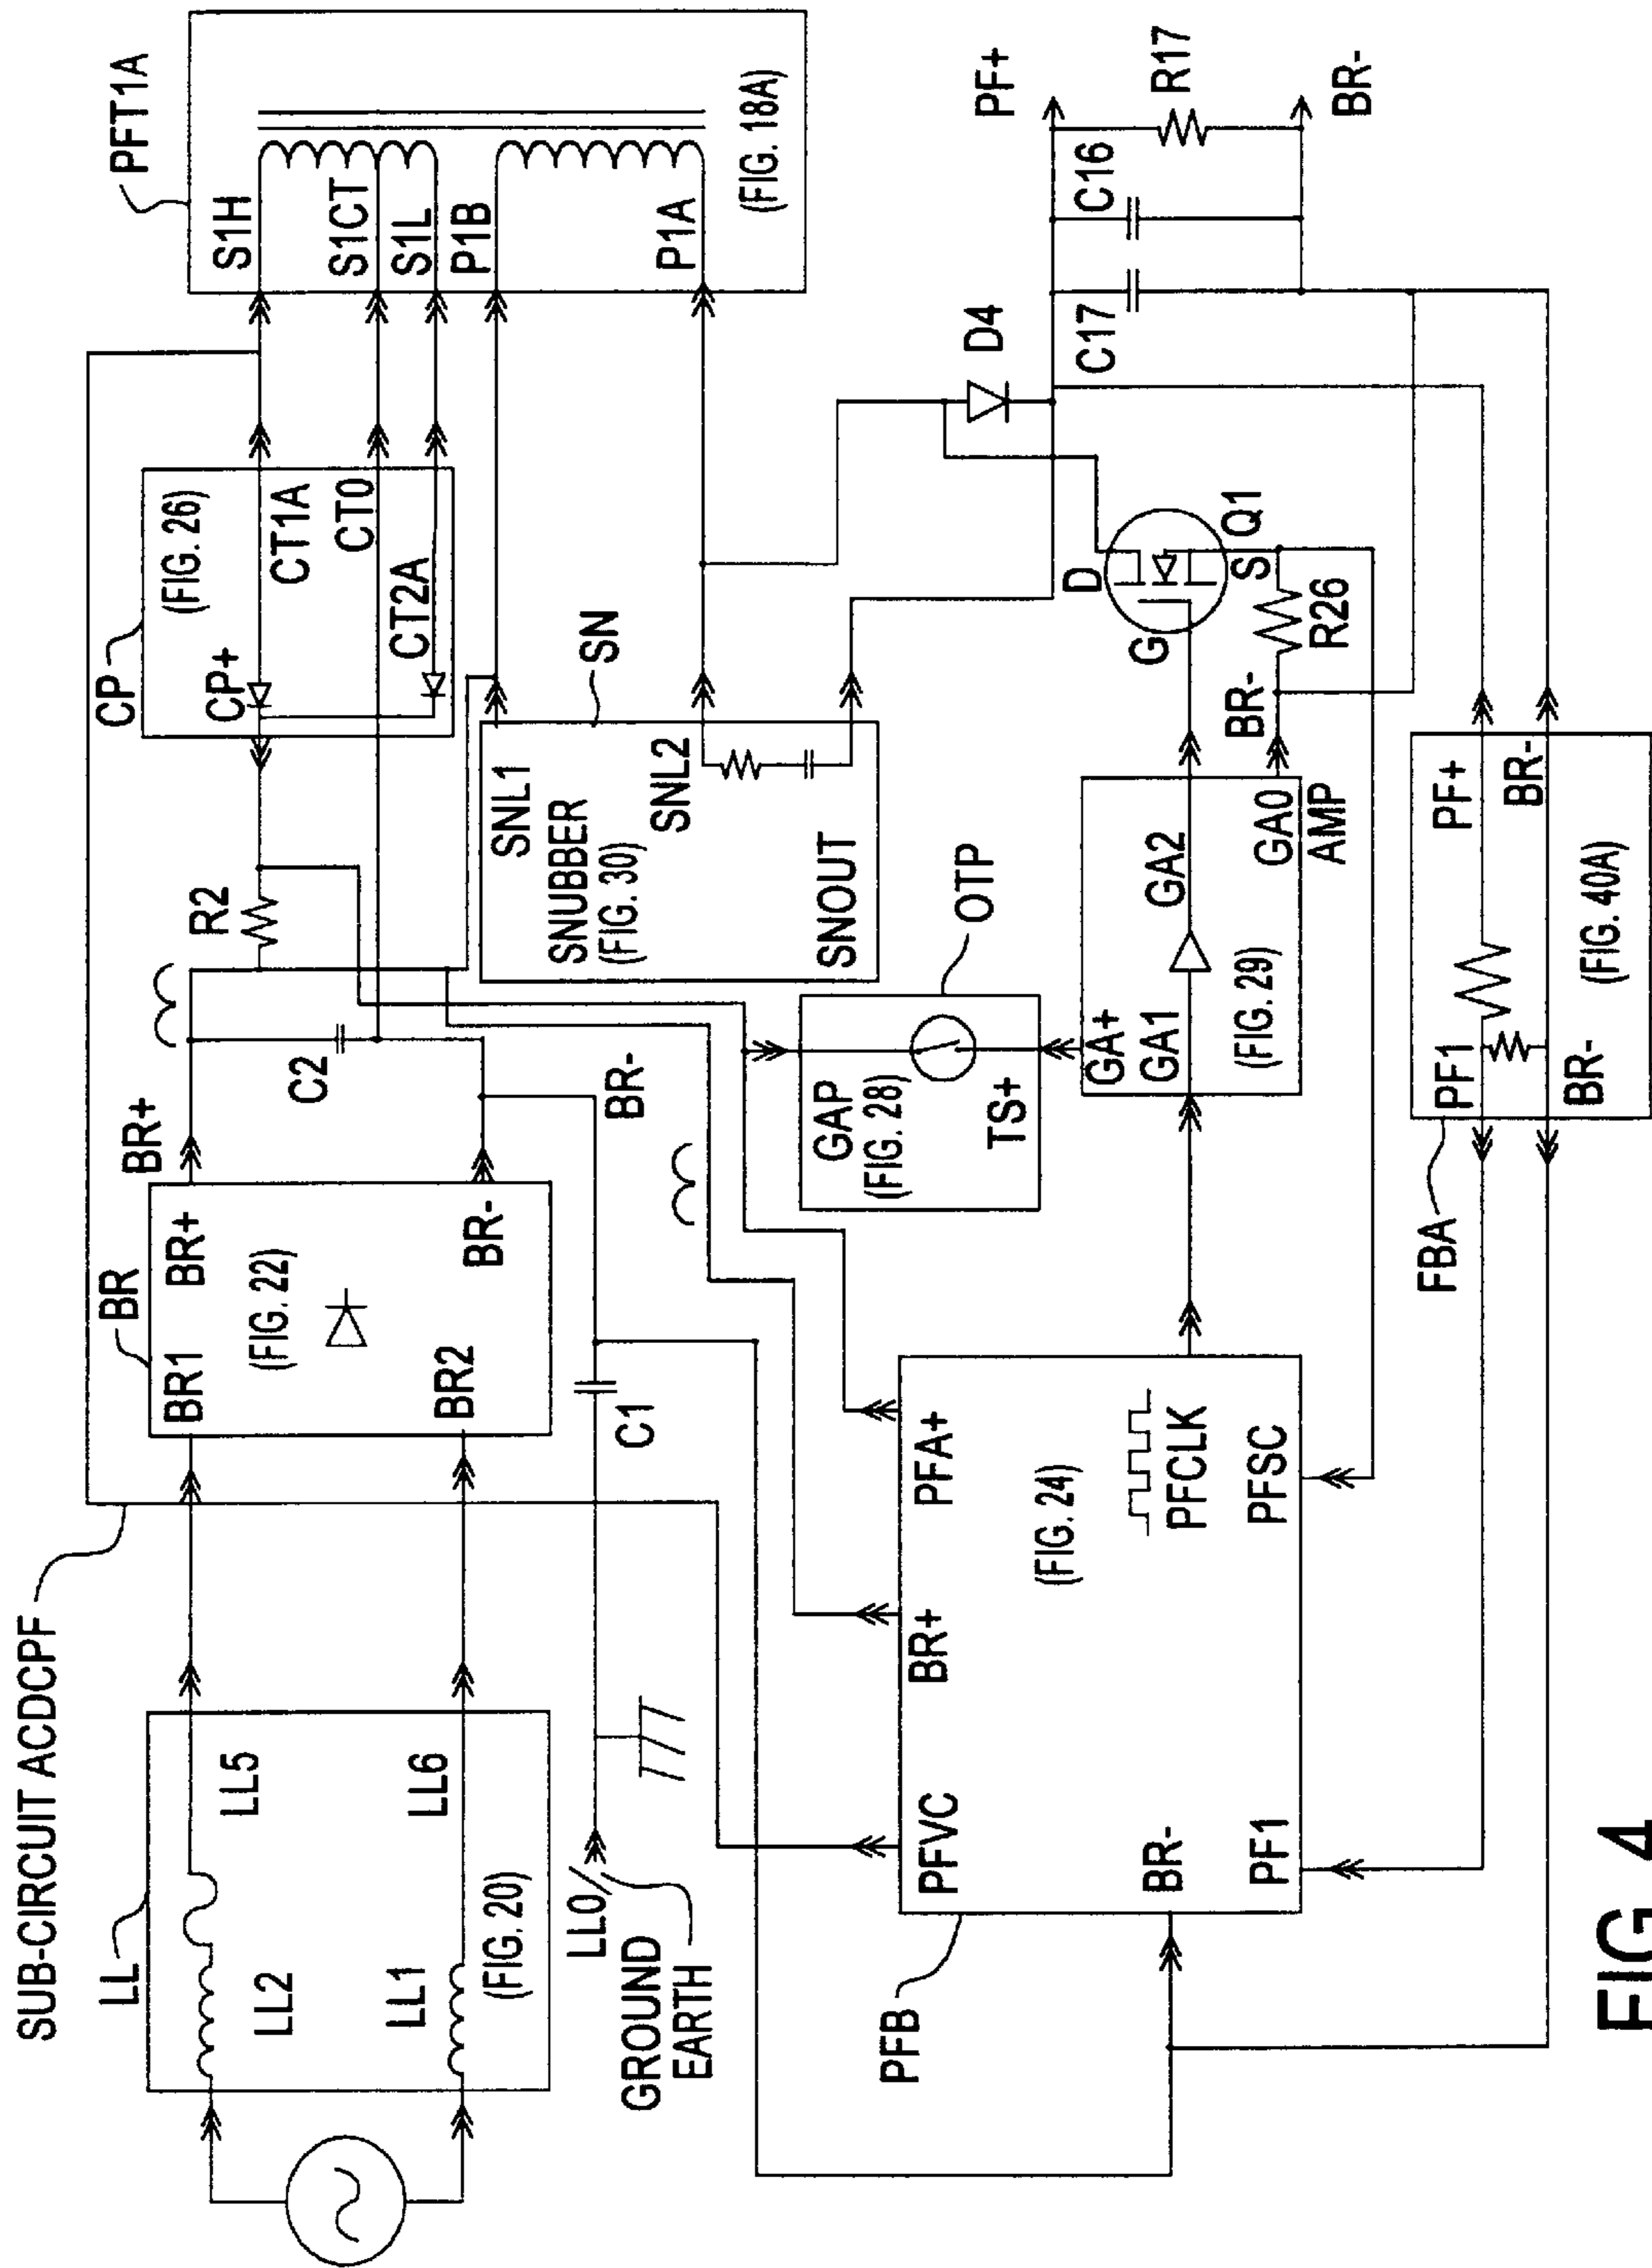 SUB-CIRCUIT ACDCPF
LL
LL2
LL5
LL1
LL6
(FIG. 20)
LL0
GROUND
EARTH
BR
BR1
BR+
(FIG. 22)
BR2
BR-
BR+
BR-
C1
C2
R2
CP
CP+
(FIG. 26)
CT1A
CT0
CT2A
PFT1A
S1H
S1CT
S1L
P1B
P1A
(FIG. 18A)
SN
SNL1
SNUBBER
(FIG. 30)
SNL2
SNOUT
OTP
GAP
(FIG. 28)
TS+
GA+
GA1
GA2
(FIG. 29)
GA0
AMP
BR-
D
G
S
Q1
R26
D4
C17
C16
PF+
R17
BR-
PFB
PFVC
BR+
PFA+
(FIG. 24)
PFCLK
BR-
PF1
PFSC
FBA
PF1
PF+
BR-
BR-
(FIG. 40A)
FIG. 4